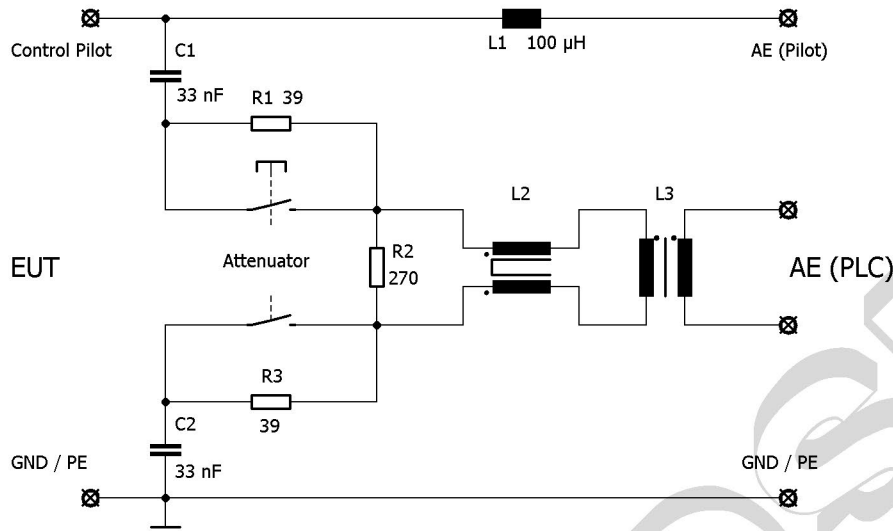 Control Pilot
C1
33 nF
L1 100 µH
AE (Pilot)
R1 39
L2
L3
EUT
Attenuator
R2
270
AE (PLC)
R3
39
C2
33 nF
GND / PE
GND / PE